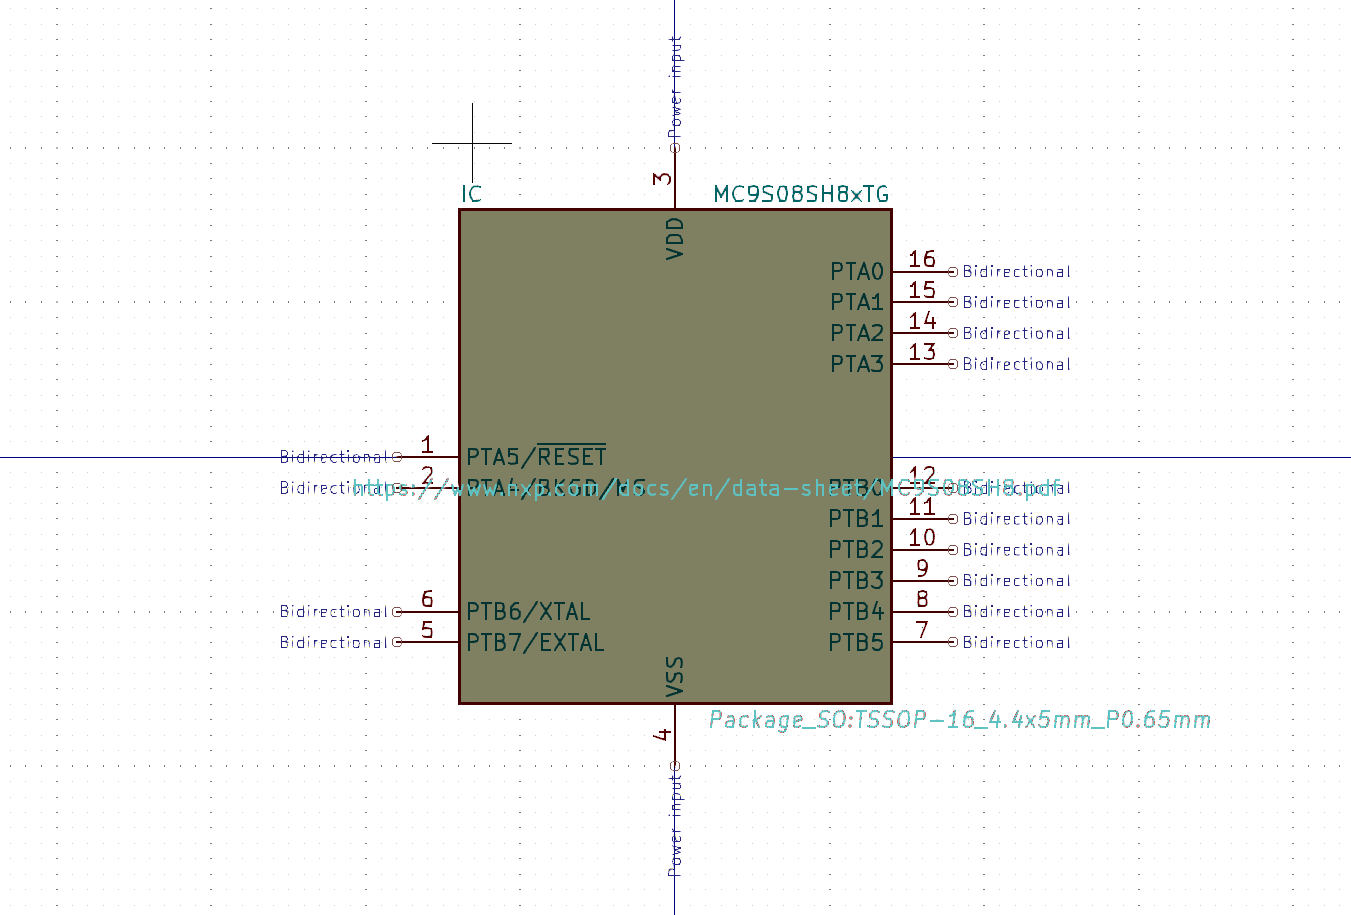 Power input
3
IC
MC9S08SH8xTG
VDD
PTA0 16 Bidirectional
PTA1 15 Bidirectional
PTA2 14 Bidirectional
PTA3 13 Bidirectional
Bidirectional 1 PTA5/RESET
Bidirectional 2 PTA4/BKGD/MS
https://www.nxp.com/docs/en/data-sheet/MC9S08SH8.pdf
PTB0 12 Bidirectional
PTB1 11 Bidirectional
PTB2 10 Bidirectional
PTB3 9 Bidirectional
Bidirectional 6 PTB6/XTAL
PTB4 8 Bidirectional
Bidirectional 5 PTB7/EXTAL
PTB5 7 Bidirectional
VSS
Package_SO:TSSOP-16_4.4x5mm_P0.65mm
4
Power input